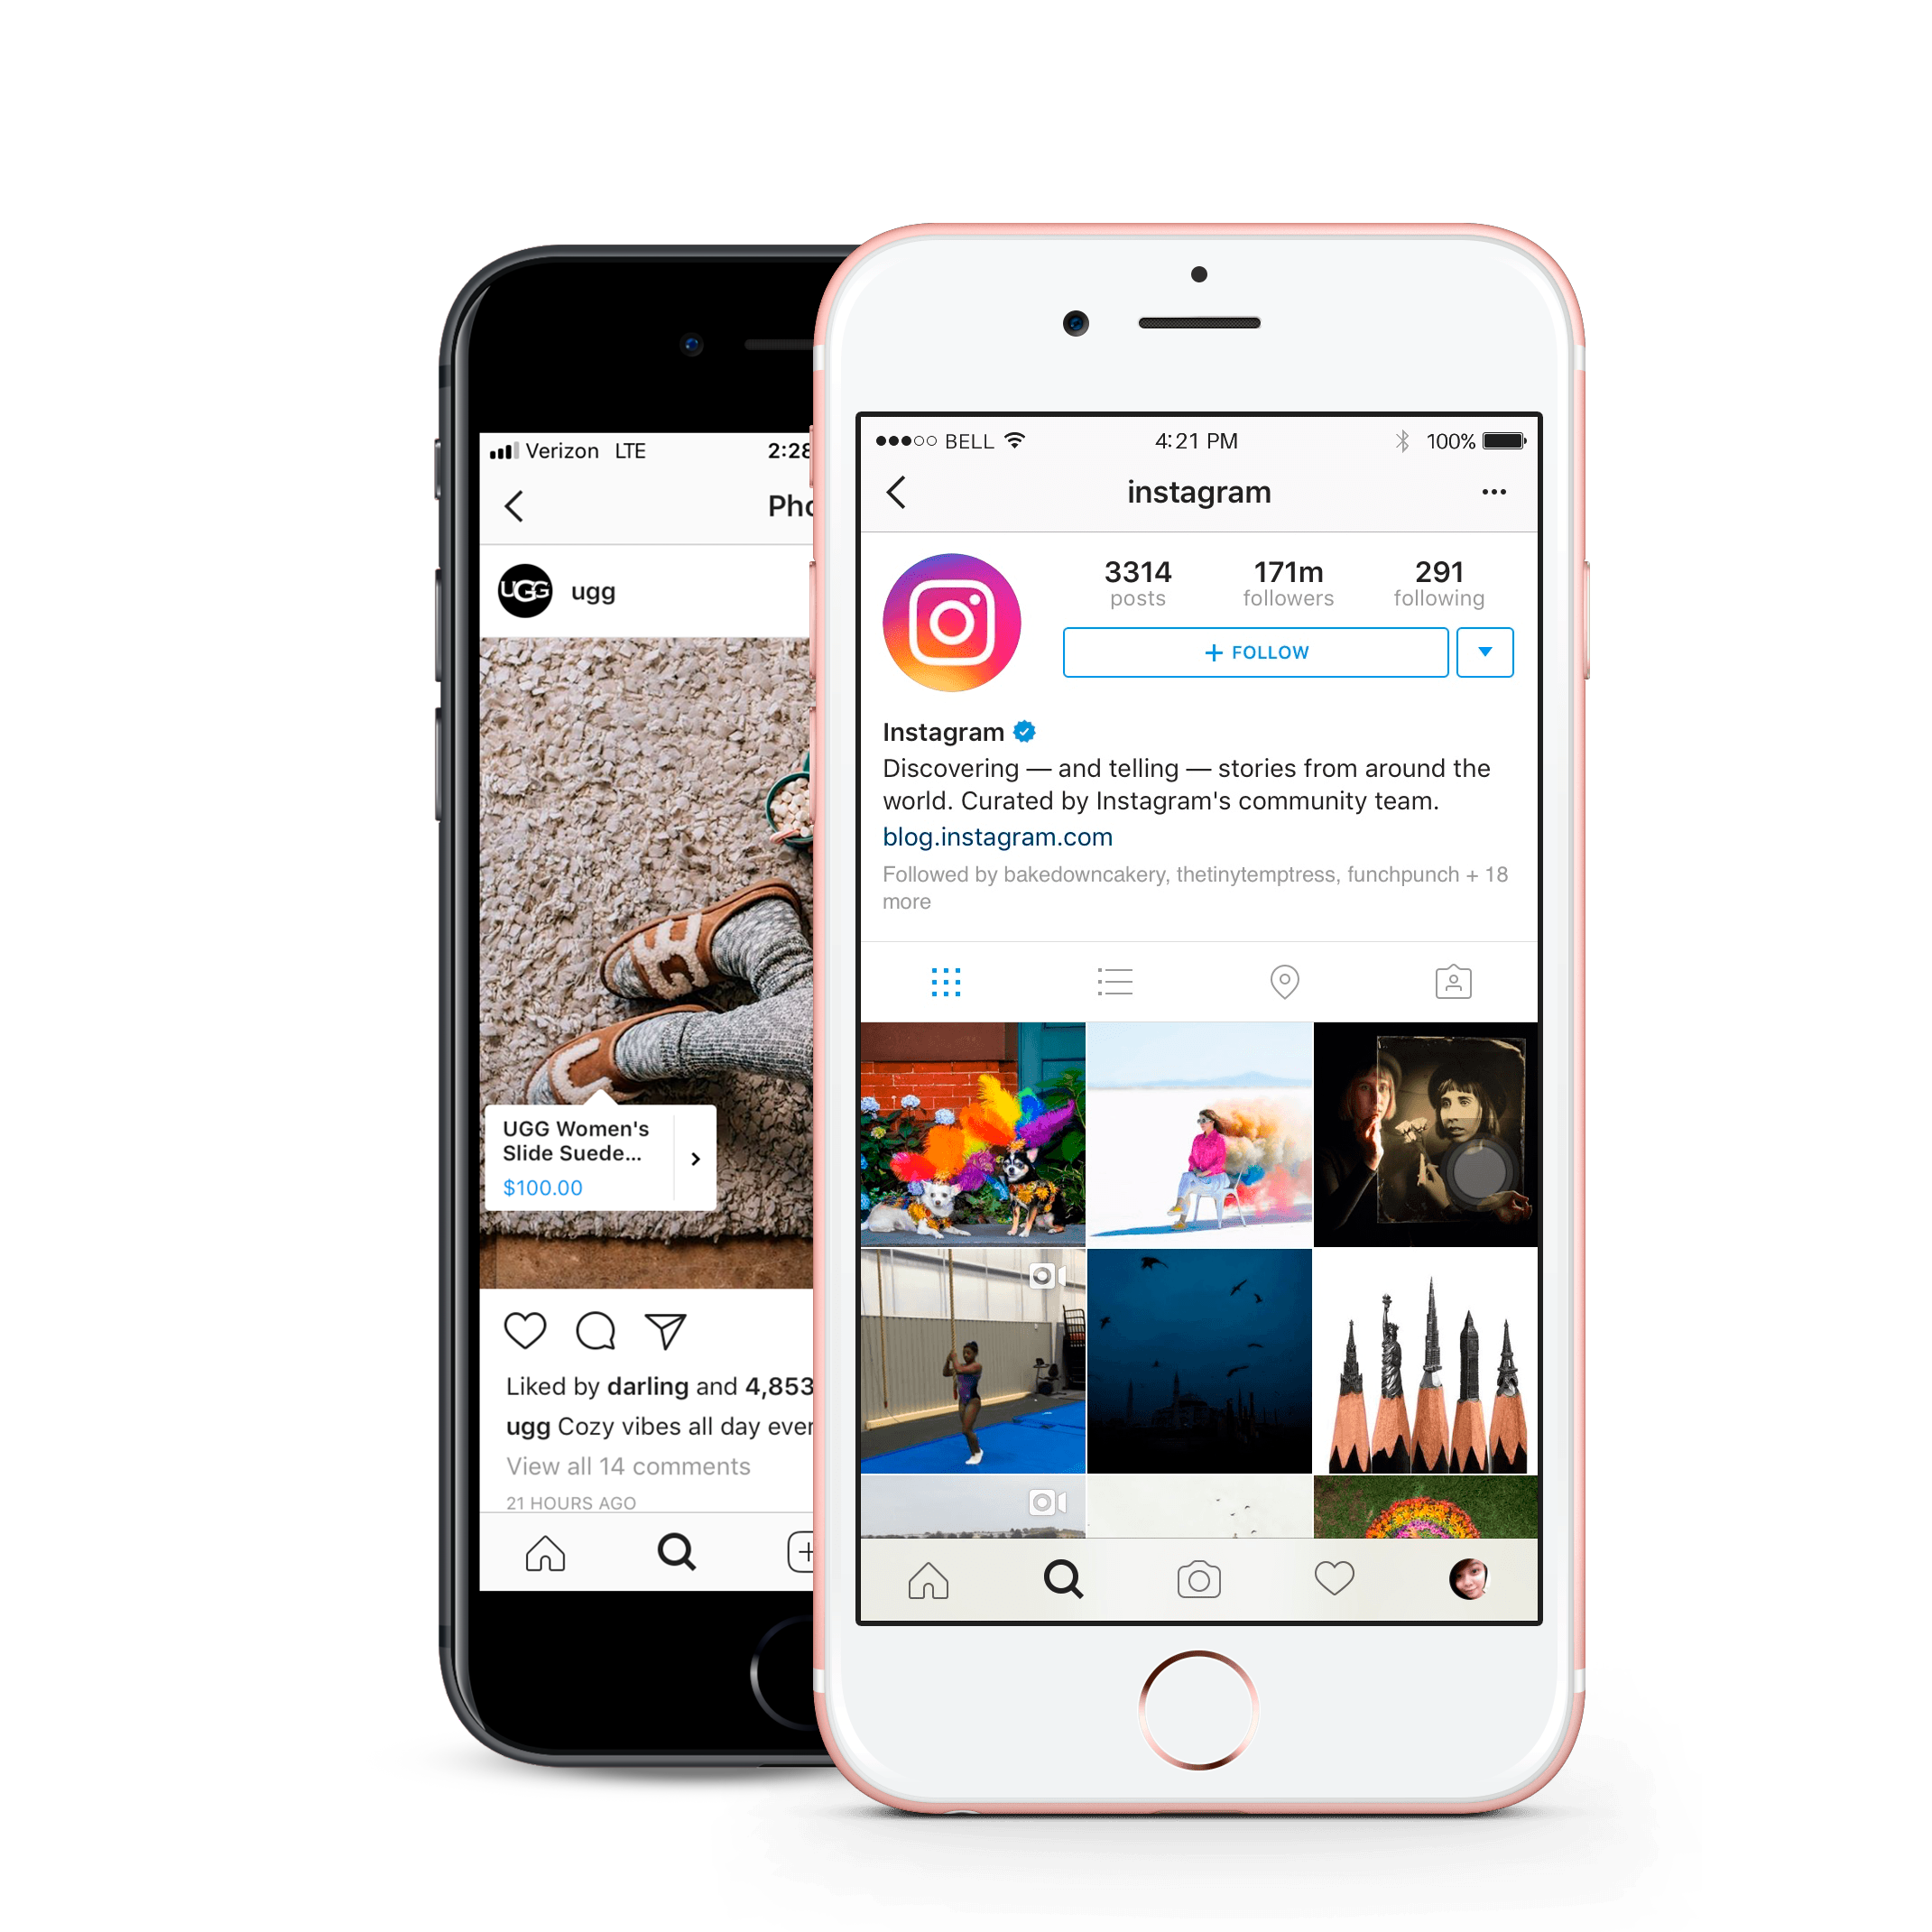 Verizon LTE 2:28
Pho
UGG ugg
UGG Women's
Slide Suede...
$100.00
Liked by darling and 4,853
ugg Cozy vibes all day ever
View all 14 comments
21 HOURS AGO
BELL 4:21 PM 100%
instagram
3314 171m 291
posts followers following
+ FOLLOW
Instagram
Discovering — and telling — stories from around the
world. Curated by Instagram's community team.
blog.instagram.com
Followed by bakedowncakery, thetinytemptress, funchpunch + 18
more